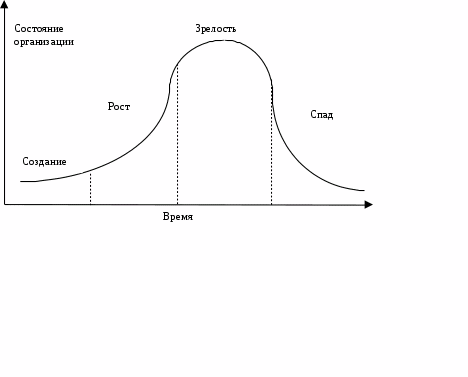 Состояние
организации
Зрелость
Рост
Спад
Создание
Время